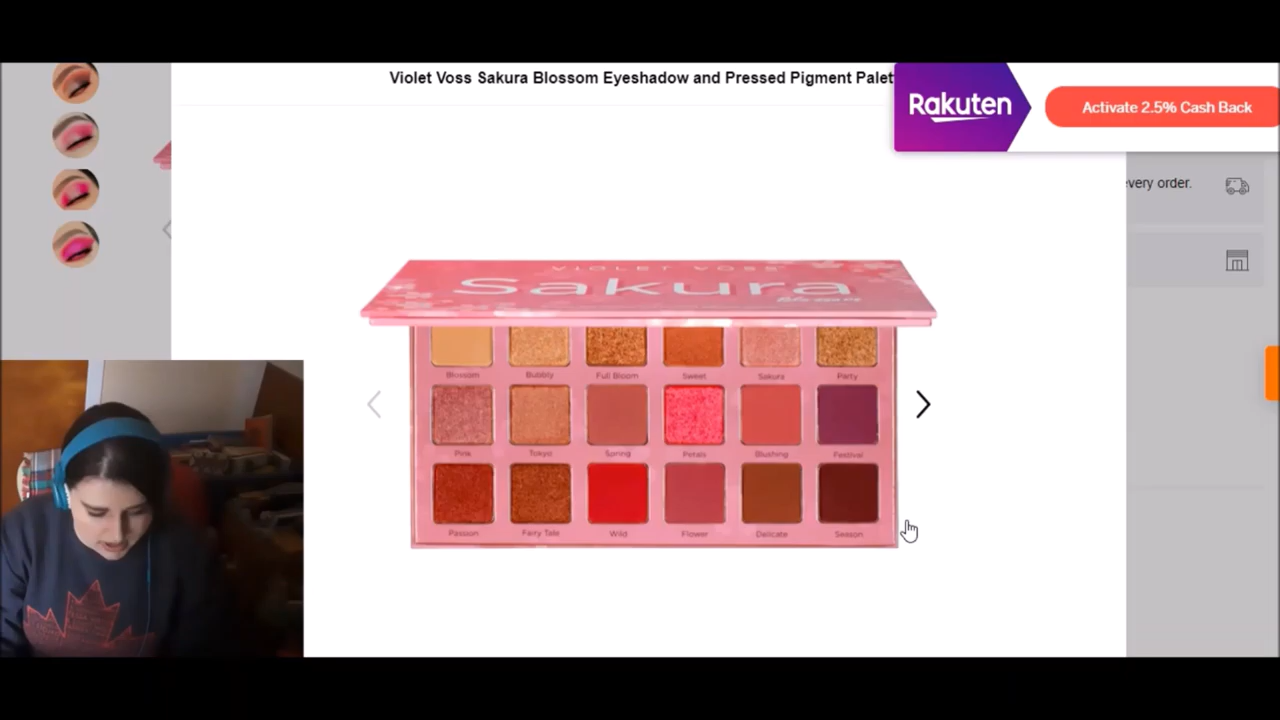 Violet Voss Sakura Blossom Eyeshadow and Pressed Pigment Palet
Rakuten
Activate 2.5% Cash Back
every order.
VIOLET VOSS
Sakura
Blossom
Blossom Bubbly Full Bloom Sweet Sakura Party
Pink Tokyo Spring Petals Blushing Festival
Passion Fairy Tale Wild Flower Delicate Season